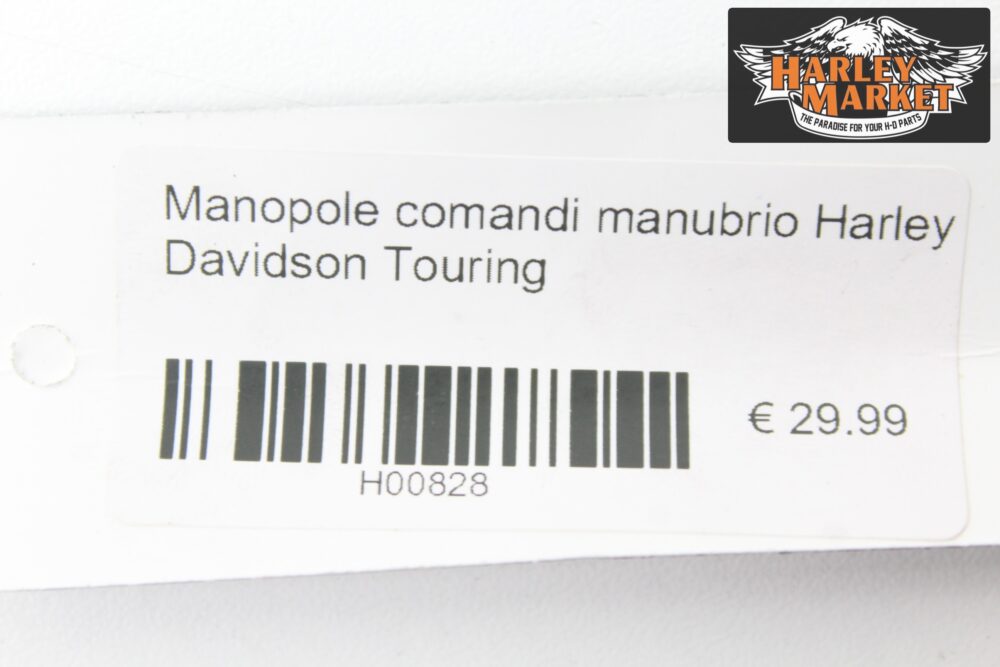 HARLEY
MARKET
THE PARADISE FOR YOUR H-D PARTS
Manopole comandi manubrio Harley
Davidson Touring
€ 29.99
H00828